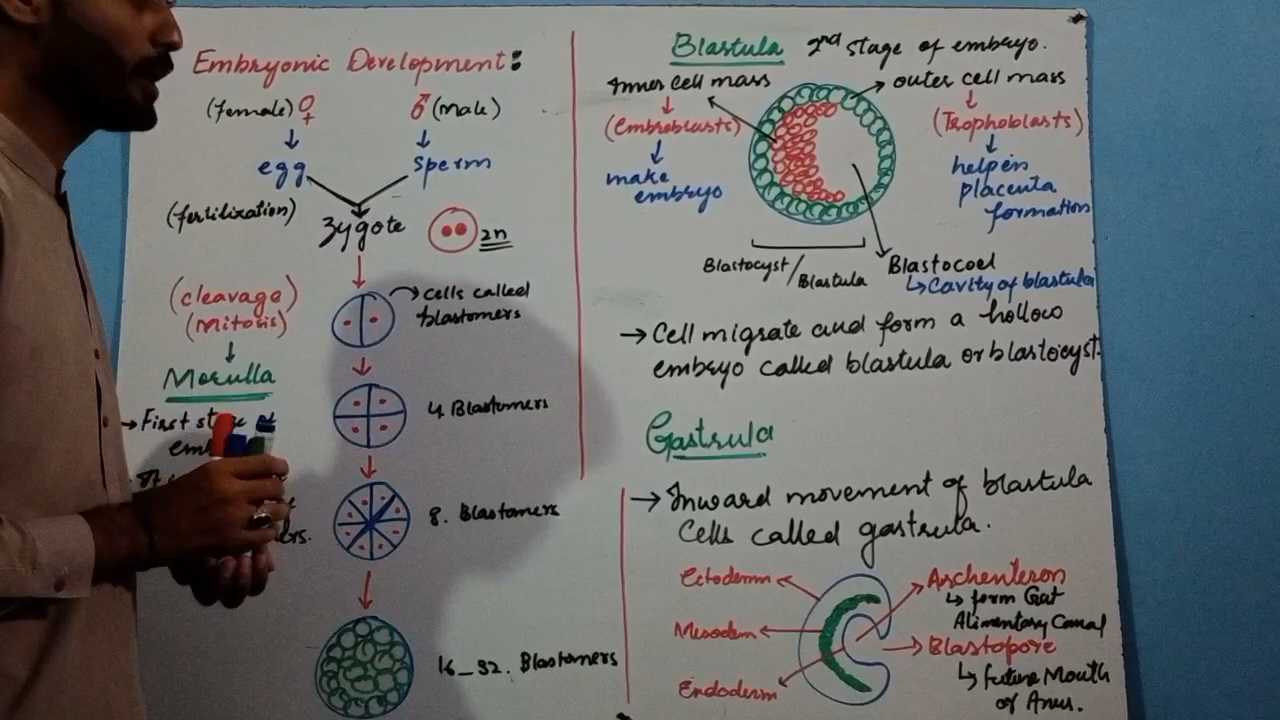 Embryonic Development:
(female) ♀
♂ (male)
egg
sperm
(fertilization)
Zygote
2n
(cleavage)
(Mitosis)
cells called
blastomers
Morulla
→ First
4. Blastomers
8. Blastomers
16_32. Blastomers
Blastula 2nd stage of embryo.
Inner cell mass
(Embroblasts)
make
embryo
outer cell mass
(Trophoblasts)
help in
placenta
formation
Blastocyst/Blastula
Blastocoel
↳ Cavity of blastula
→ Cell migrate and form a hollow
embryo called blastula or blastocyst.
Gastrula
→ Inward movement of blastula
Cells called gastrula.
Ectoderm
Mesoderm
Endoderm
Archenteron
↳ form Gut
Alimentary Canal
Blastopore
↳ future Mouth
or Anus.